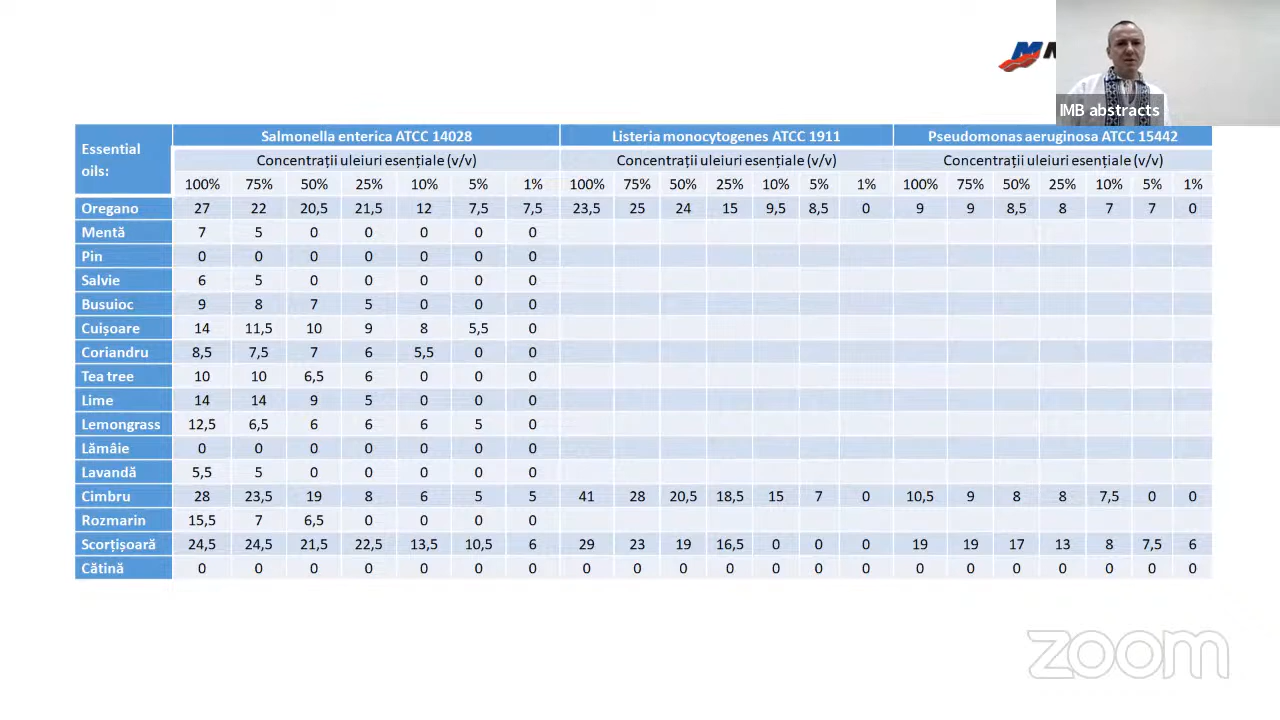 M
IMB abstracts
Essential oils: Salmonella enterica ATCC 14028 Listeria monocytogenes ATCC 1911 Pseudomonas aeruginosa ATCC 15442
Concentrații uleiuri esențiale (v/v) Concentrații uleiuri esențiale (v/v) Concentrații uleiuri esențiale (v/v)
100% 75% 50% 25% 10% 5% 1% 100% 75% 50% 25% 10% 5% 1% 100% 75% 50% 25% 10% 5% 1%
Oregano 27 22 20,5 21,5 12 7,5 7,5 23,5 25 24 15 9,5 8,5 0 9 9 8,5 8 7 7 0
Mentă 7 5 0 0 0 0 0
Pin 0 0 0 0 0 0 0
Salvie 6 5 0 0 0 0 0
Busuioc 9 8 7 5 0 0 0
Cuișoare 14 11,5 10 9 8 5,5 0
Coriandru 8,5 7,5 7 6 5,5 0 0
Tea tree 10 10 6,5 6 0 0 0
Lime 14 14 9 5 0 0 0
Lemongrass 12,5 6,5 6 6 6 5 0
Lămâie 0 0 0 0 0 0 0
Lavandă 5,5 5 0 0 0 0 0
Cimbru 28 23,5 19 8 6 5 5 41 28 20,5 18,5 15 7 0 10,5 9 8 8 7,5 0 0
Rozmarin 15,5 7 6,5 0 0 0 0
Scorțișoară 24,5 24,5 21,5 22,5 13,5 10,5 6 29 23 19 16,5 0 0 0 19 19 17 13 8 7,5 6
Cătină 0 0 0 0 0 0 0 0 0 0 0 0 0 0 0 0 0 0 0 0 0
zoom